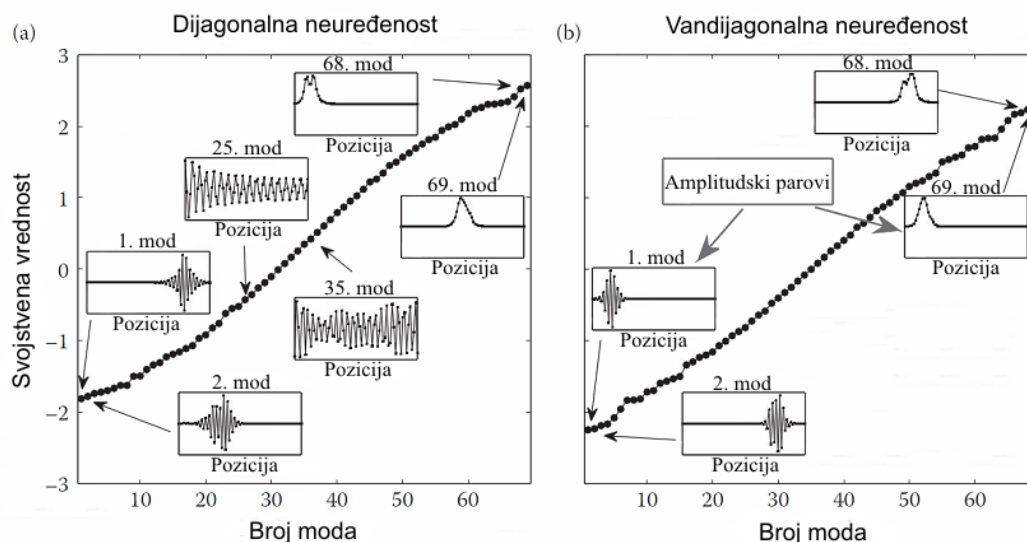 (a)
Dijagonalna neuređenost
Svojstvena vrednost
3
2
1
0
−1
−2
−3
10
20
30
40
50
60
Broj moda
68. mod
Pozicija
25. mod
Pozicija
69. mod
Pozicija
1. mod
Pozicija
35. mod
Pozicija
2. mod
Pozicija
(b)
Vandijagonalna neuređenost
10
20
30
40
50
60
Broj moda
68. mod
Pozicija
Amplitudski parovi
69. mod
Pozicija
1. mod
Pozicija
2. mod
Pozicija